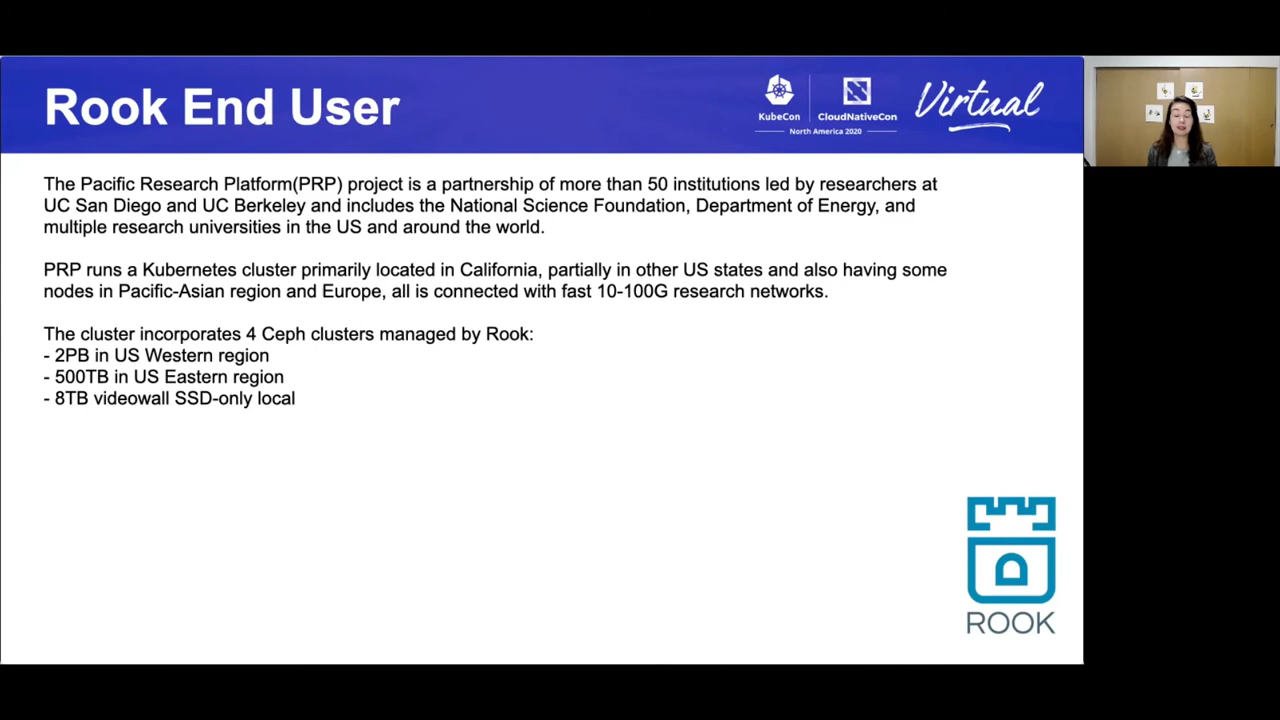 Rook End User
KubeCon
CloudNativeCon
North America 2020
Virtual
The Pacific Research Platform(PRP) project is a partnership of more than 50 institutions led by researchers at
UC San Diego and UC Berkeley and includes the National Science Foundation, Department of Energy, and
multiple research universities in the US and around the world.
PRP runs a Kubernetes cluster primarily located in California, partially in other US states and also having some
nodes in Pacific-Asian region and Europe, all is connected with fast 10-100G research networks.
The cluster incorporates 4 Ceph clusters managed by Rook:
- 2PB in US Western region
- 500TB in US Eastern region
- 8TB videowall SSD-only local
ROOK